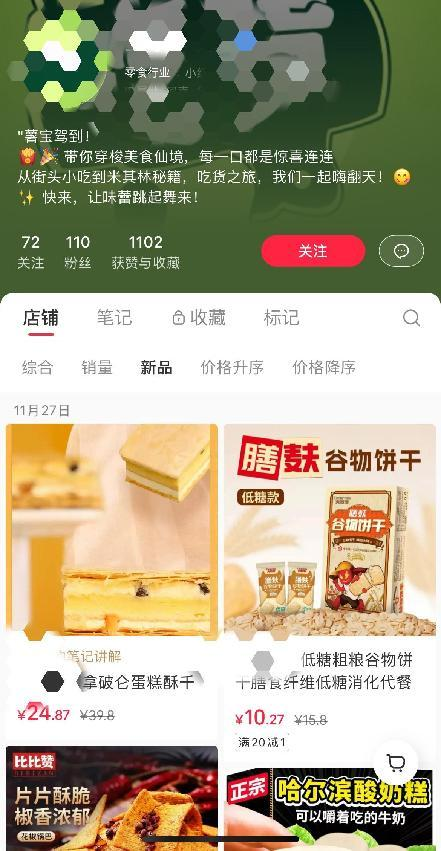 零食行业
"薯宝驾到！
🍟🎉 带你穿梭美食仙境，每一口都是惊喜连连
从街头小吃到米其林秘籍，吃货之旅，我们一起嗨翻天！😋
✨ 快来，让味蕾跳起舞来！
72 110 1102
关注 粉丝 获赞与收藏
关注
店铺 笔记 收藏 标记
综合 销量 新品 价格升序 价格降序
11月27日
膳麸谷物饼干
低糖款
膳麸
谷物饼干
笔记讲解
拿破仑蛋糕酥千
¥24.87 ¥39.8
低糖粗粮谷物饼
干膳食纤维低糖消化代餐
¥10.27 ¥15.8
满20减1
比比赞
BIBIZAN
片片酥脆
椒香浓郁
花椒锅巴
正宗 哈尔滨酸奶糕
可以嚼着吃的牛奶